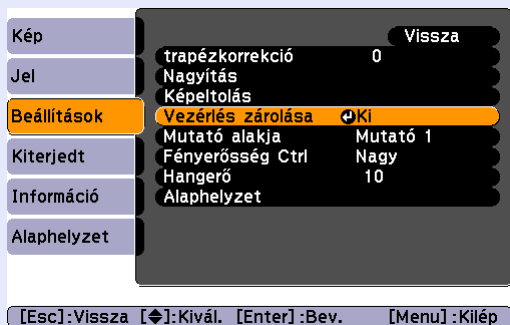 Kép
Jel
Beállítások
Kiterjedt
Információ
Alaphelyzet
Vissza
trapézkorrekció 0
Nagyítás
Képeltolás
Vezérlés zárolása Ki
Mutató alakja Mutató 1
Fényerősség Ctrl Nagy
Hangerő 10
Alaphelyzet
[Esc]:Vissza [◆]:Kivál. [Enter]:Bev. [Menu]:Kilép